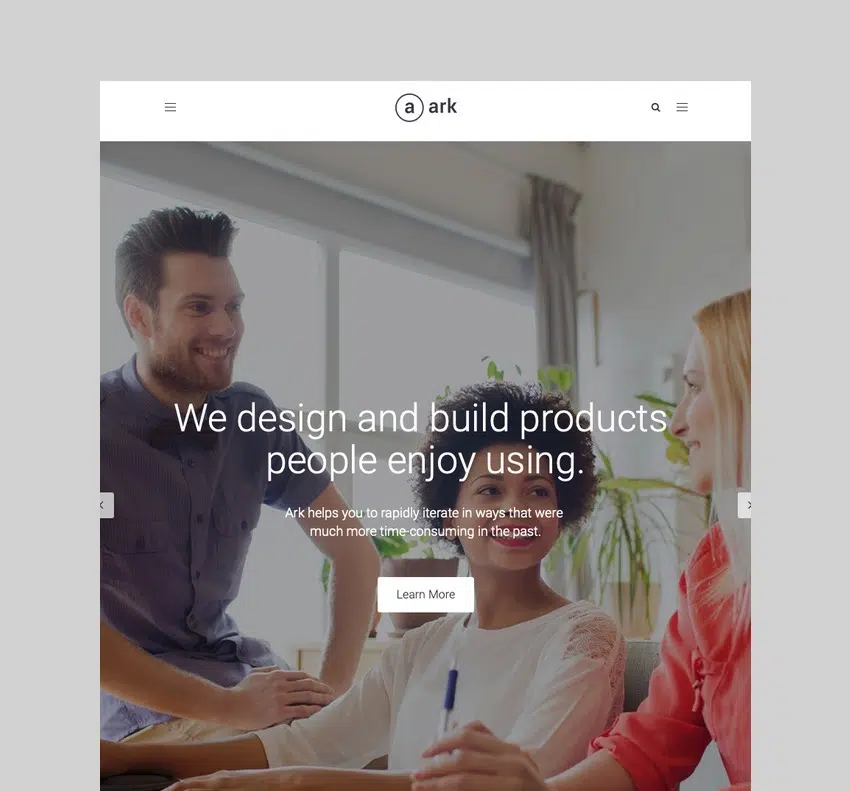 a ark
We design and build products
people enjoy using.
Ark helps you to rapidly iterate in ways that were
much more time-consuming in the past.
Learn More